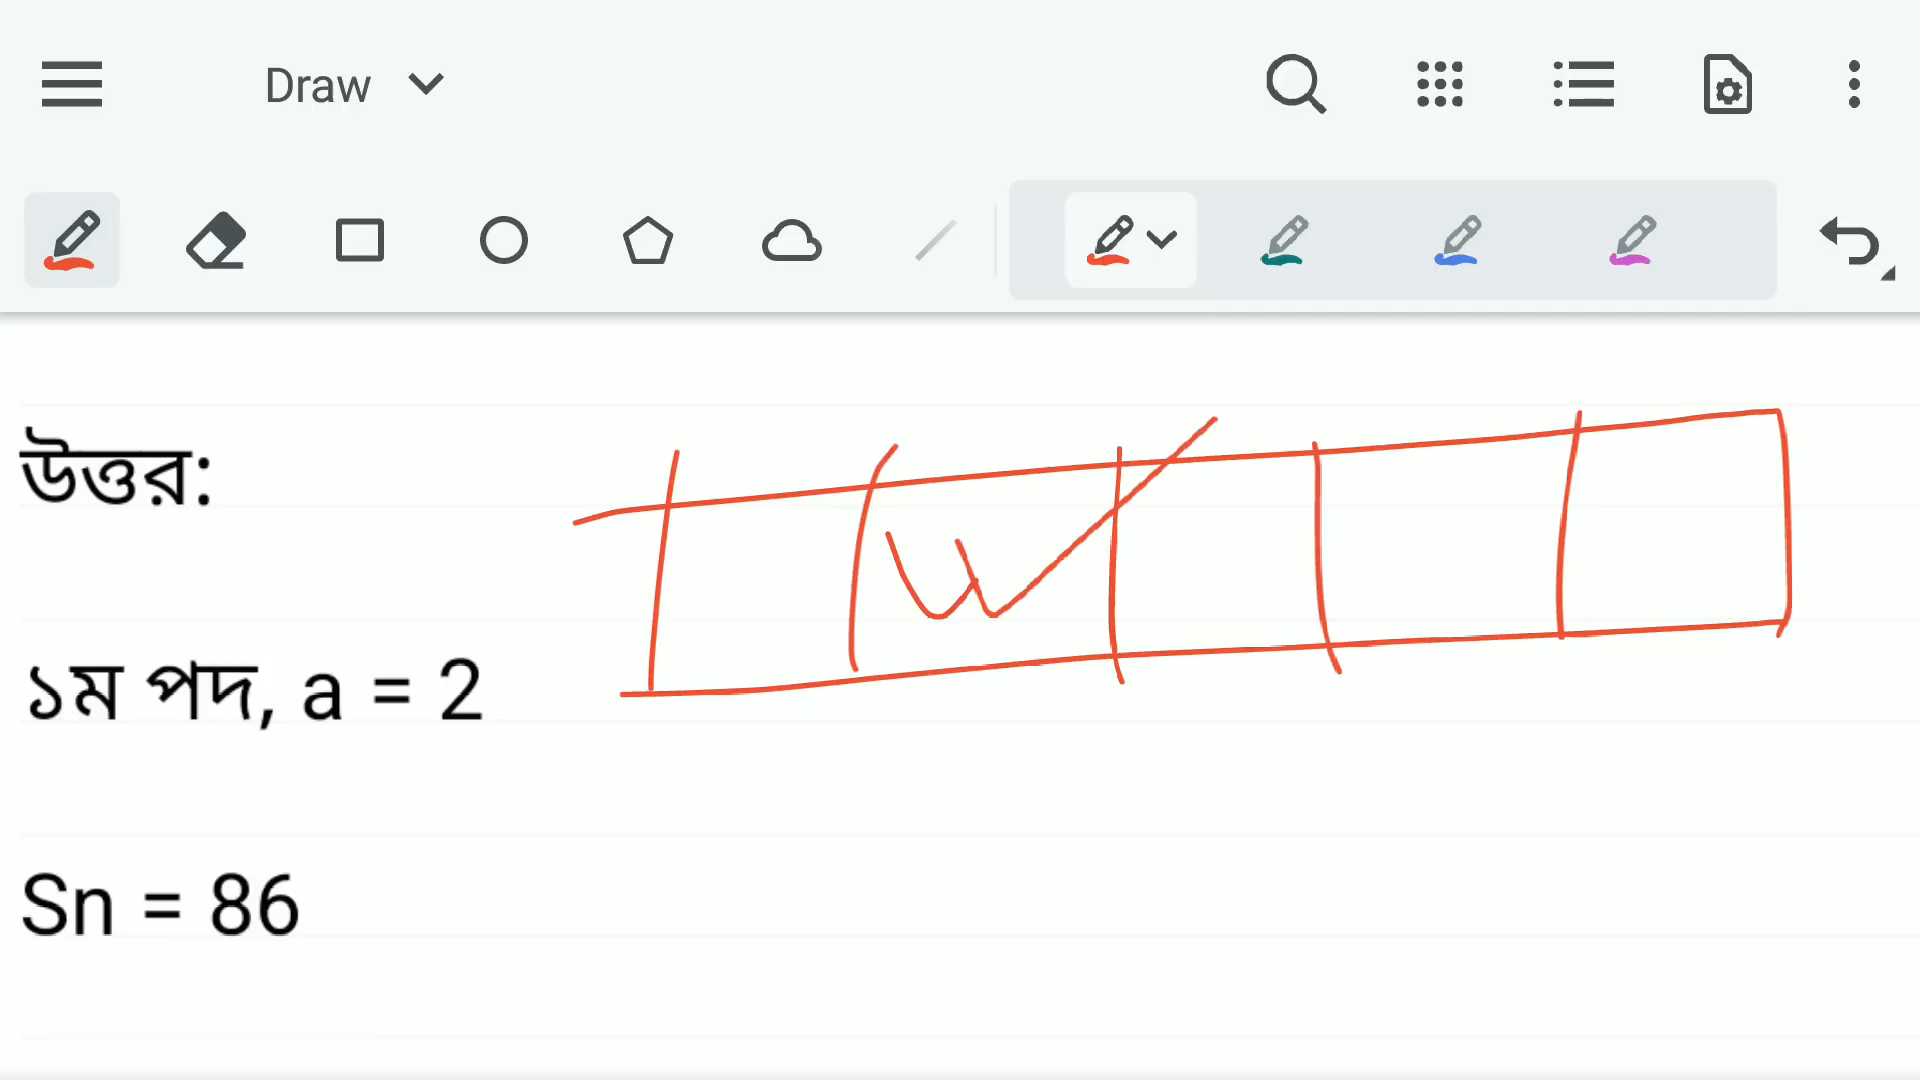 Draw
উত্তর:
১ম পদ, a = 2
Sn = 86